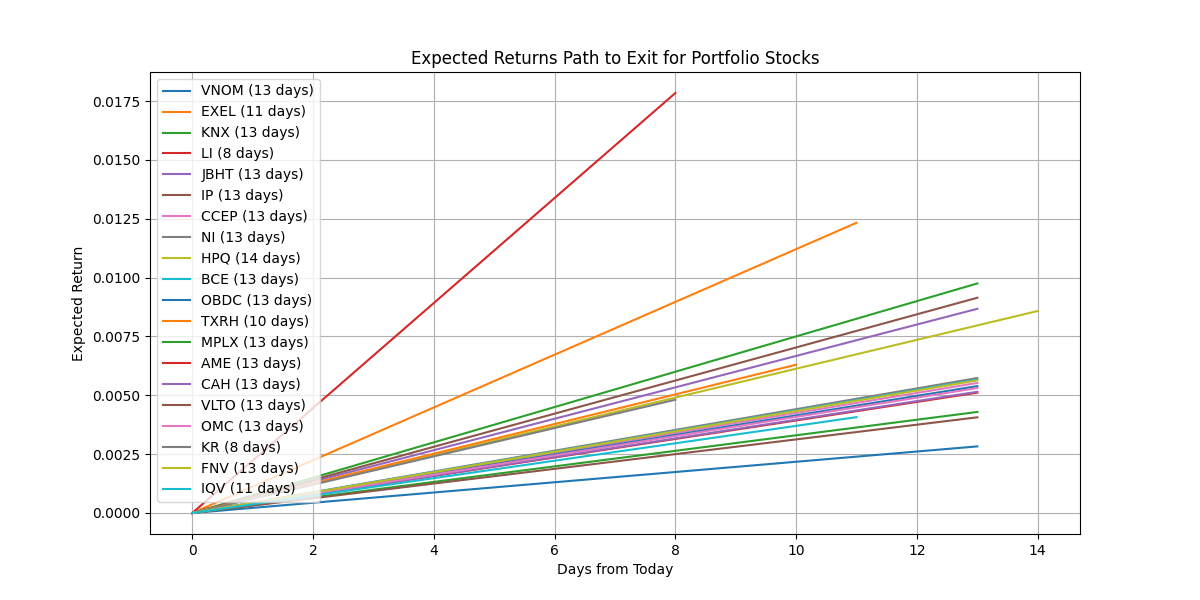 Expected Returns Path to Exit for Portfolio Stocks
Expected Return
0.0175
0.0150
0.0125
0.0100
0.0075
0.0050
0.0025
0.0000
VNOM (13 days)
EXEL (11 days)
KNX (13 days)
LI (8 days)
JBHT (13 days)
IP (13 days)
CCEP (13 days)
NI (13 days)
HPQ (14 days)
BCE (13 days)
OBDC (13 days)
TXRH (10 days)
MPLX (13 days)
AME (13 days)
CAH (13 days)
VLTO (13 days)
OMC (13 days)
KR (8 days)
FNV (13 days)
IQV (11 days)
0 2 4 6 8 10 12 14
Days from Today